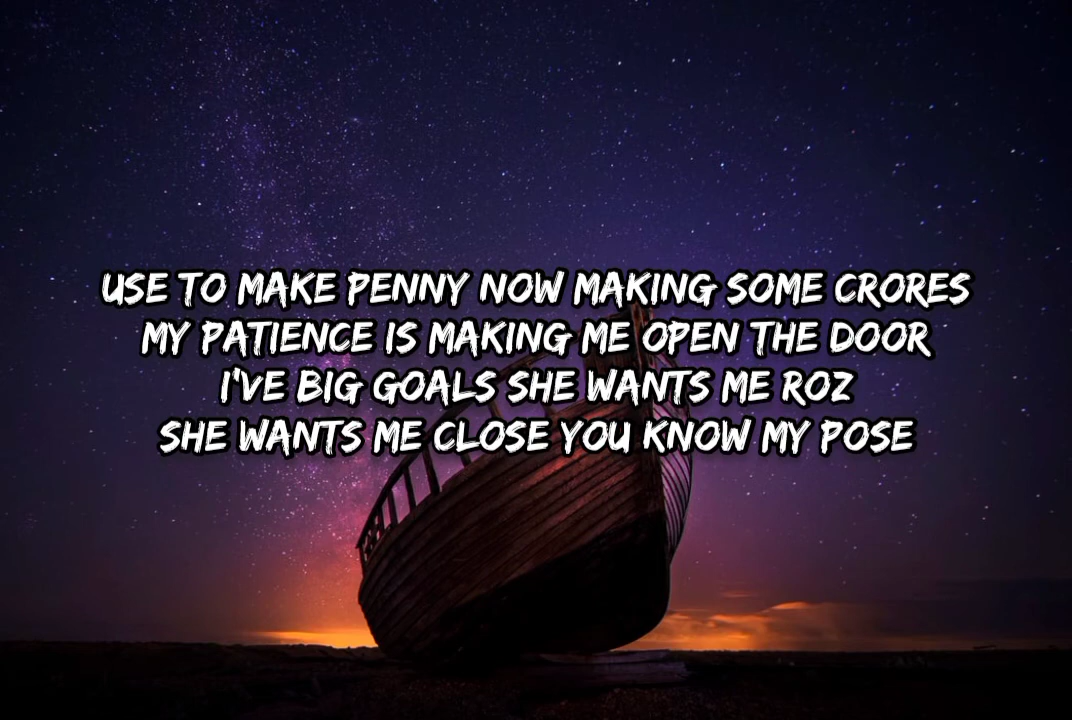 USE TO MAKE PENNY NOW MAKING SOME CRORES
MY PATIENCE IS MAKING ME OPEN THE DOOR
I'VE BIG GOALS SHE WANTS ME ROZ
SHE WANTS ME CLOSE YOU KNOW MY POSE